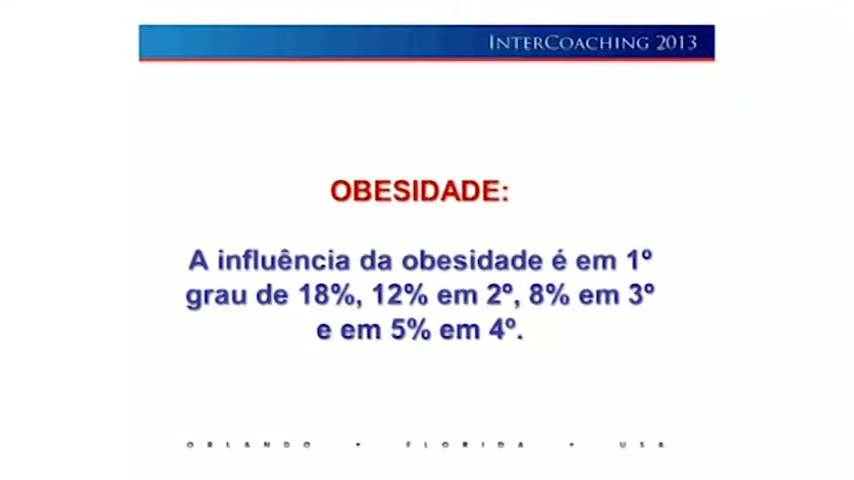 INTERCOACHING 2013
OBESIDADE:
A influência da obesidade é em 1º
grau de 18%, 12% em 2º, 8% em 3º
e em 5% em 4º.
ORLANDO • FLORIDA • USA